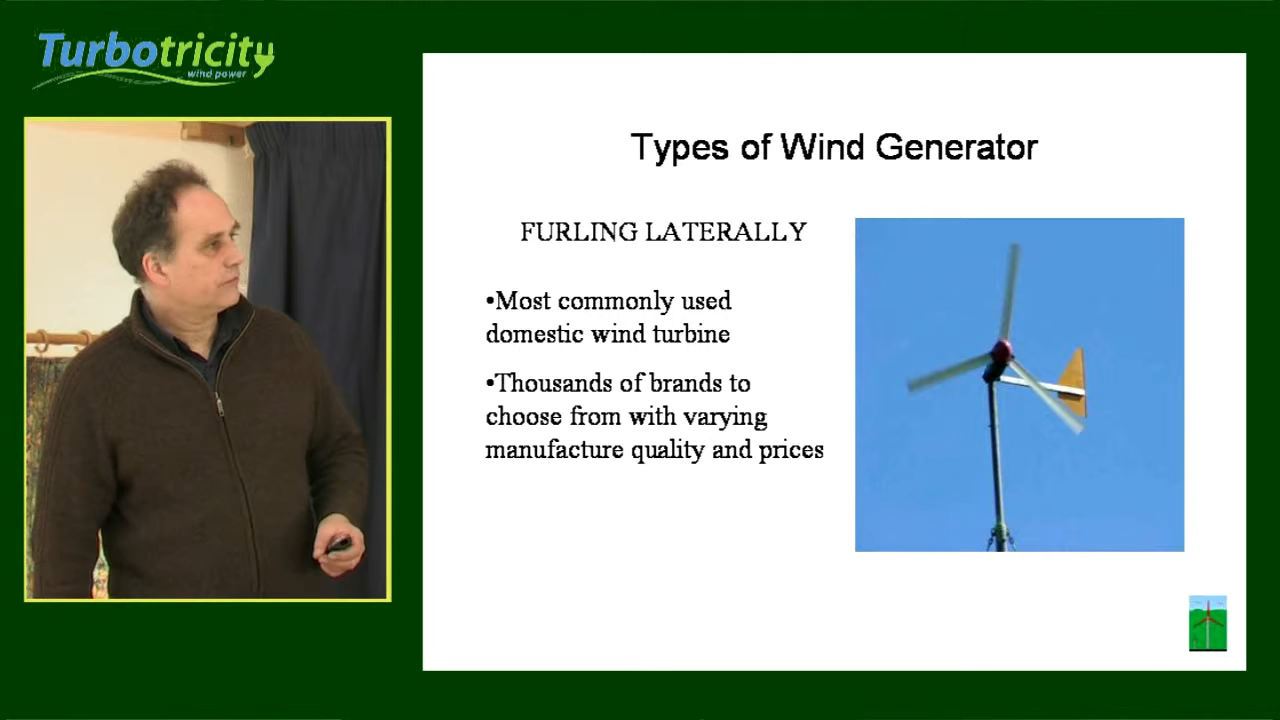 Turbotricity
wind power
Types of Wind Generator
FURLING LATERALLY
•Most commonly used
domestic wind turbine
•Thousands of brands to
choose from with varying
manufacture quality and prices